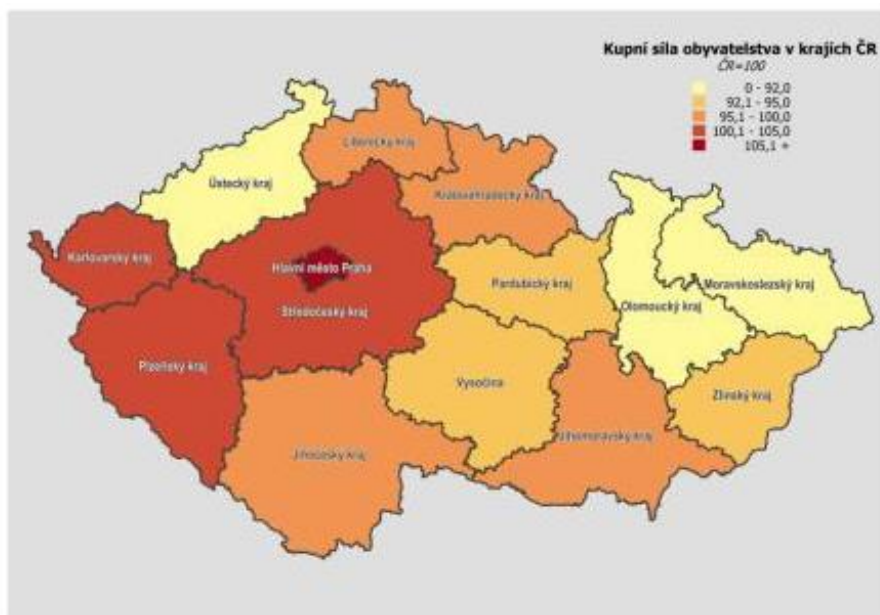 Kupní síla obyvatelstva v krajích ČR
ČR=100
0 - 92,0
92,1 - 95,0
95,1 - 100,0
100,1 - 105,0
105,1 +
Liberecký kraj
Ústecký kraj
Královéhradecký kraj
Karlovarský kraj
Hlavní město Praha
Pardubický kraj
Moravskoslezský kraj
Středočeský kraj
Olomoucký kraj
Plzeňský kraj
Vysočina
Zlínský kraj
Jihomoravský kraj
Jihočeský kraj